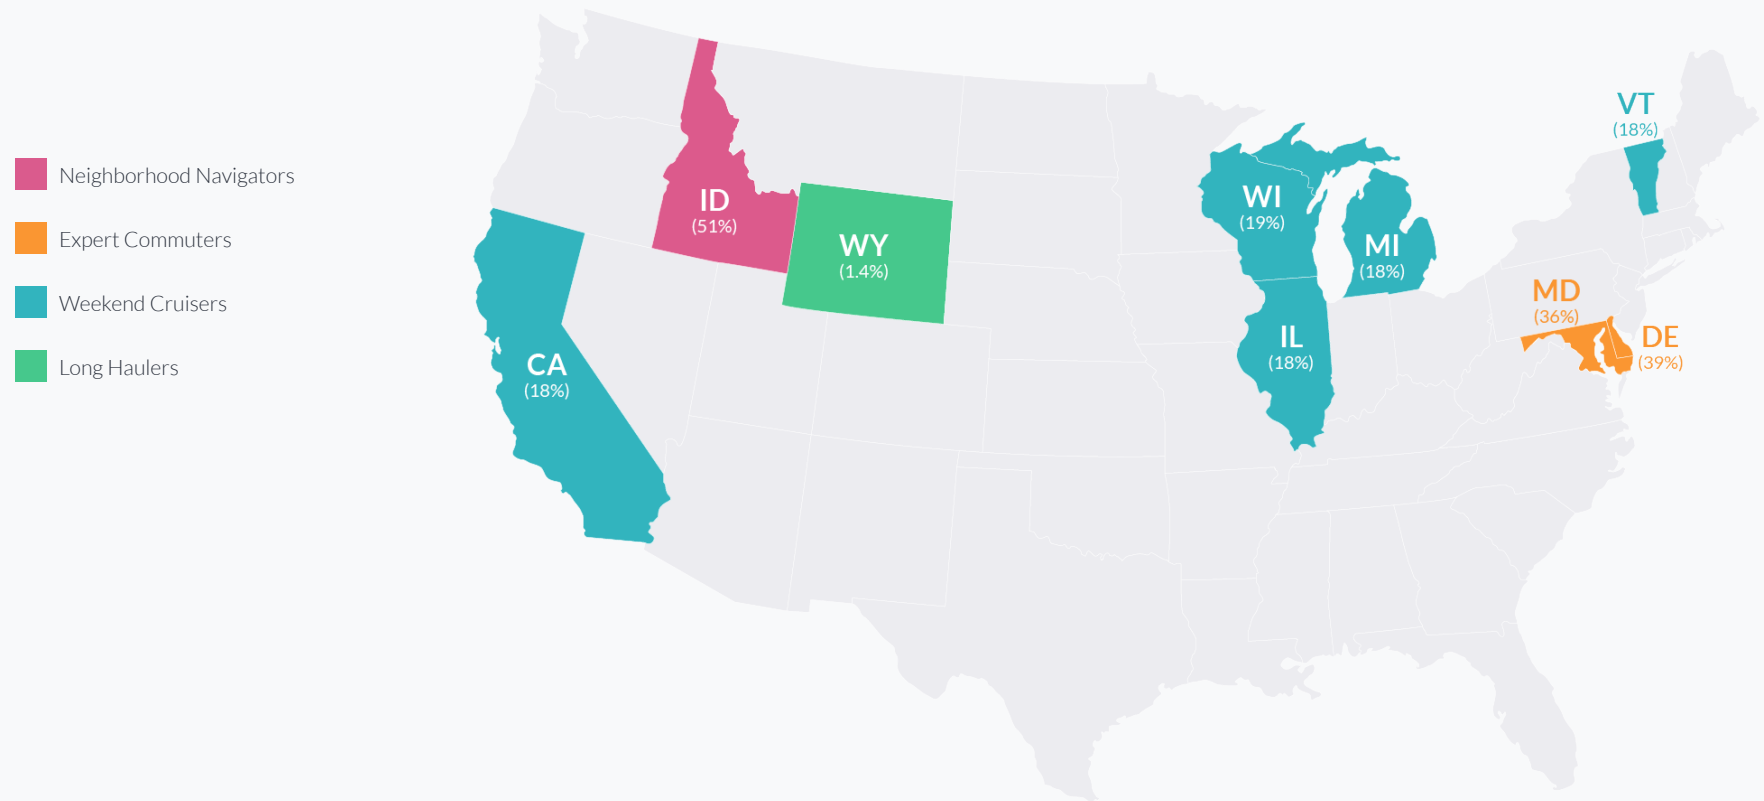 Neighborhood Navigators
Expert Commuters
Weekend Cruisers
Long Haulers
ID
(51%)
WY
(1.4%)
CA
(18%)
WI
(19%)
MI
(18%)
IL
(18%)
VT
(18%)
MD
(36%)
DE
(39%)